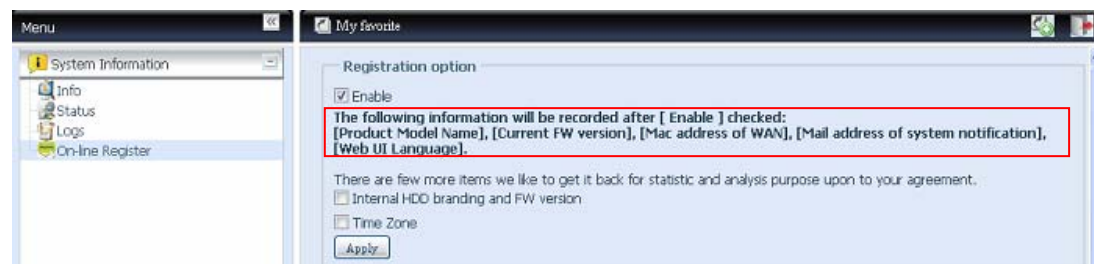 Menu
My favorite
System Information
Info
Status
Logs
On-line Register
Registration option
Enable
The following information will be recorded after [ Enable ] checked:
[Product Model Name], [Current FW version], [Mac address of WAN], [Mail address of system notification],
[Web UI Language].
There are few more items we like to get it back for statistic and analysis purpose upon to your agreement.
Internal HDD branding and FW version
Time Zone
Apply